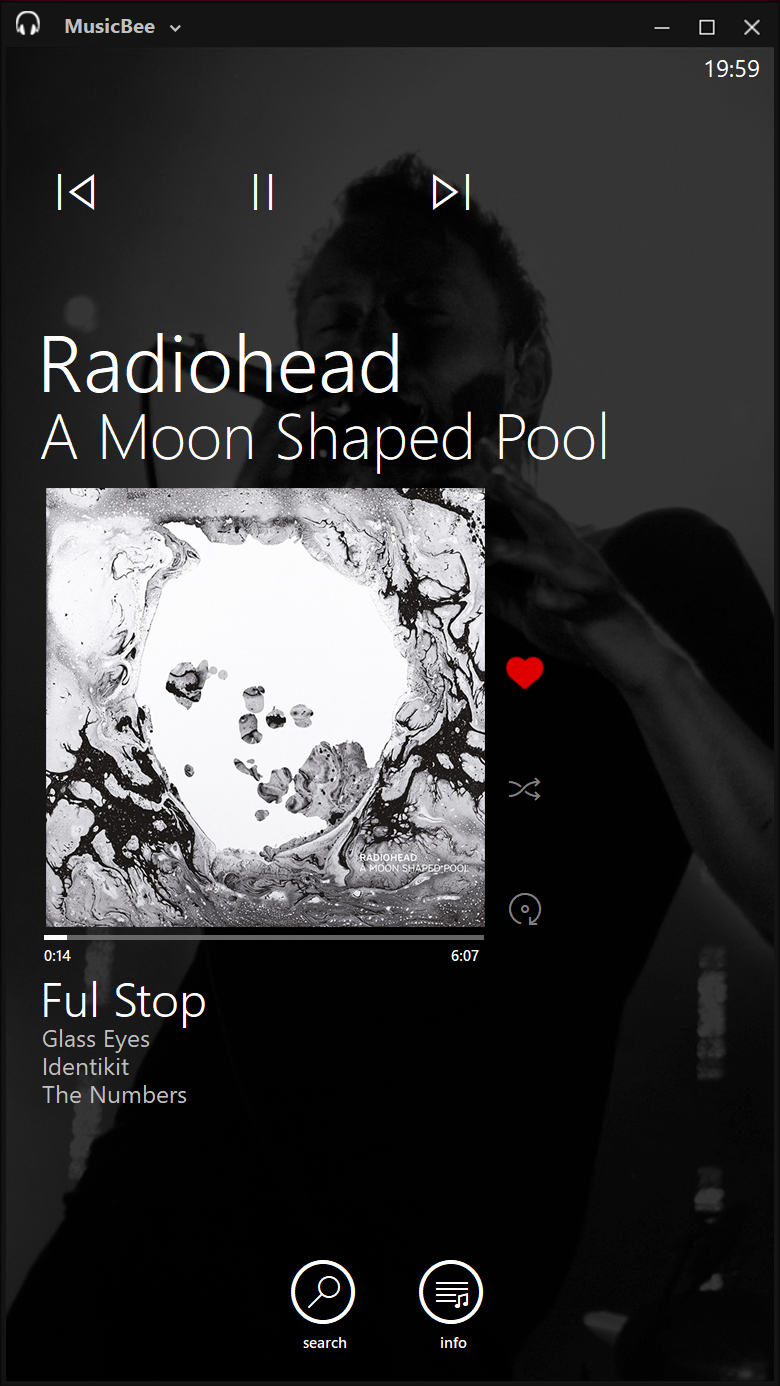 MusicBee
19:59
Radiohead
A Moon Shaped Pool
RADIOHEAD
A MOON SHAPED POOL
0:14
6:07
Ful Stop
Glass Eyes
Identikit
The Numbers
search
info